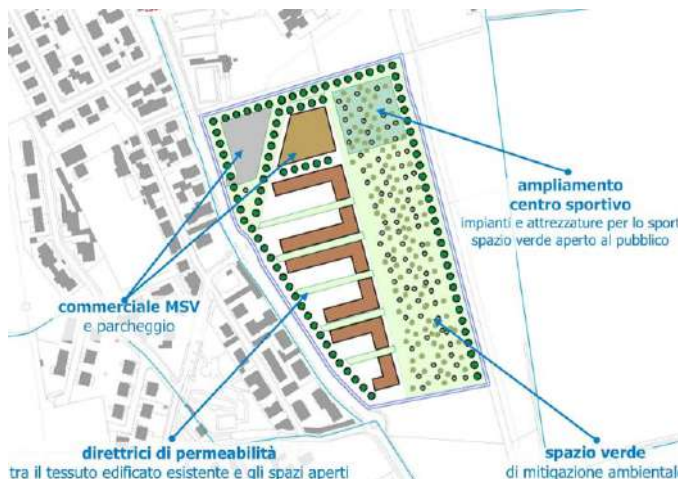 ampliamento
centro sportivo
impianti e attrezzature per lo sport
spazio verde aperto al pubblico
commerciale MSV
e parcheggio
direttrici di permeabilità
tra il tessuto edificato esistente e gli spazi aperti
spazio verde
di mitigazione ambientale